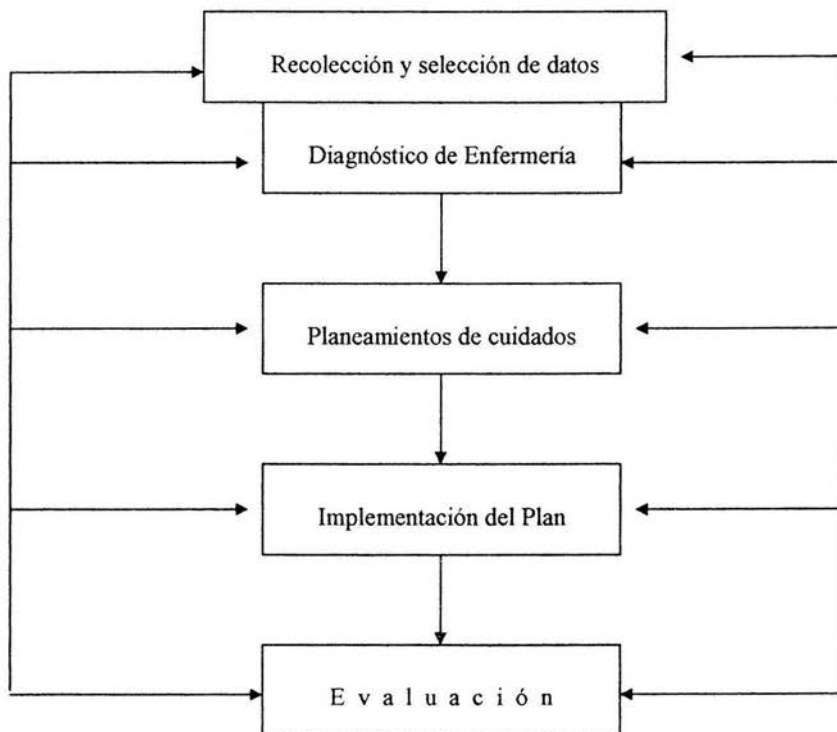 Recolección y selección de datos
Diagnóstico de Enfermería
Planeamientos de cuidados
Implementación del Plan
E v a l u a c i ó n